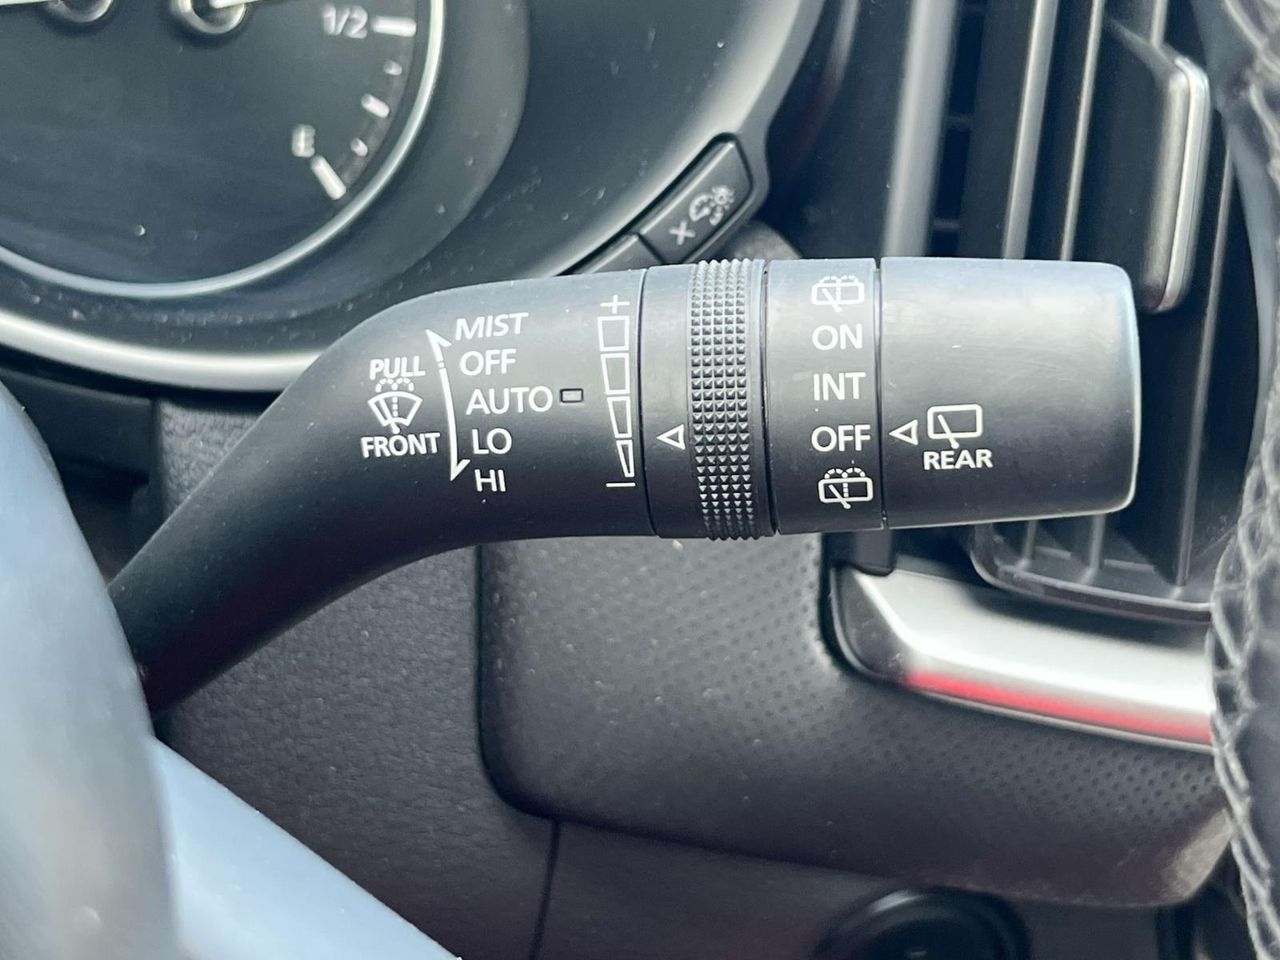 1/2
E
PULL
FRONT
MIST
OFF
AUTO
LO
HI
+
−
ON
INT
OFF
REAR